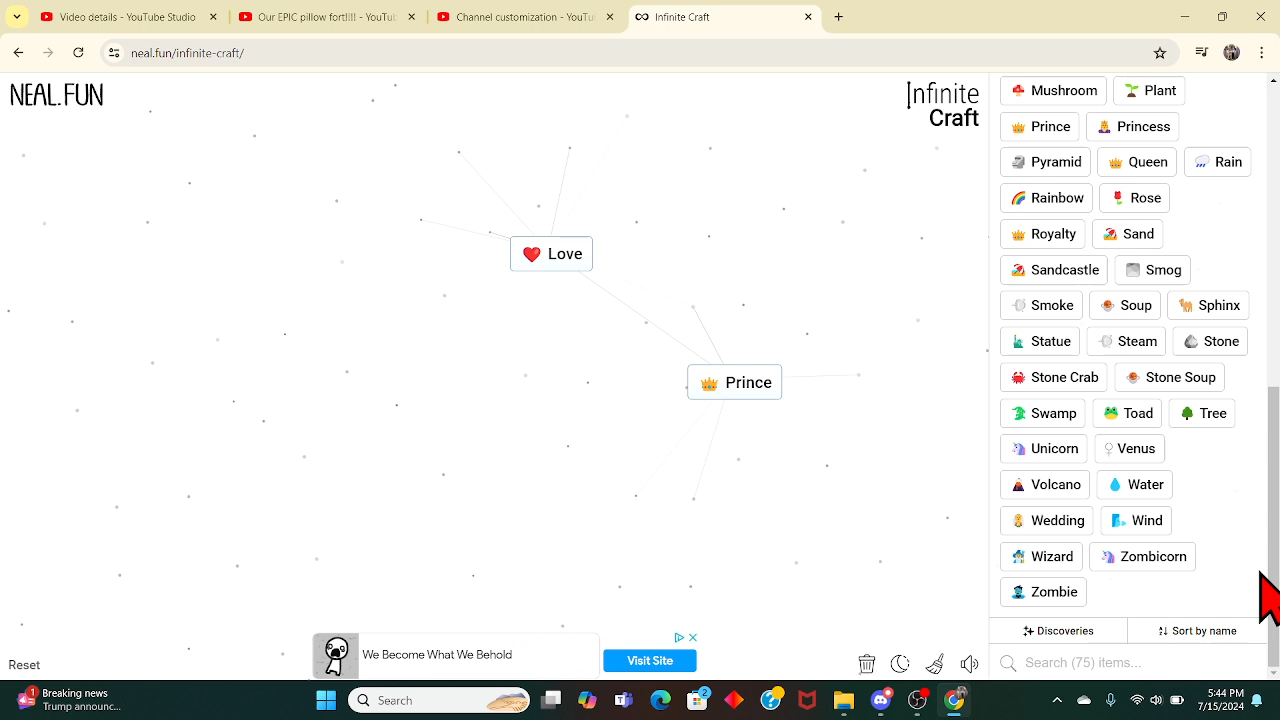 Video details - YouTube Studio
Our EPIC pillow fort!!!! - YouTube
Channel customization - YouTu
Infinite Craft
neal.fun/infinite-craft/
NEAL.FUN
Infinite
Craft
Love
Prince
Mushroom Plant
Prince Princess
Pyramid Queen Rain
Rainbow Rose
Royalty Sand
Sandcastle Smog
Smoke Soup Sphinx
Statue Steam Stone
Stone Crab Stone Soup
Swamp Toad Tree
Unicorn Venus
Volcano Water
Wedding Wind
Wizard Zombicorn
Zombie
Discoveries Sort by name
Search (75) items...
We Become What We Behold
Visit Site
Reset
1
Breaking news
Trump announc...
Search
2
5:44 PM
7/15/2024